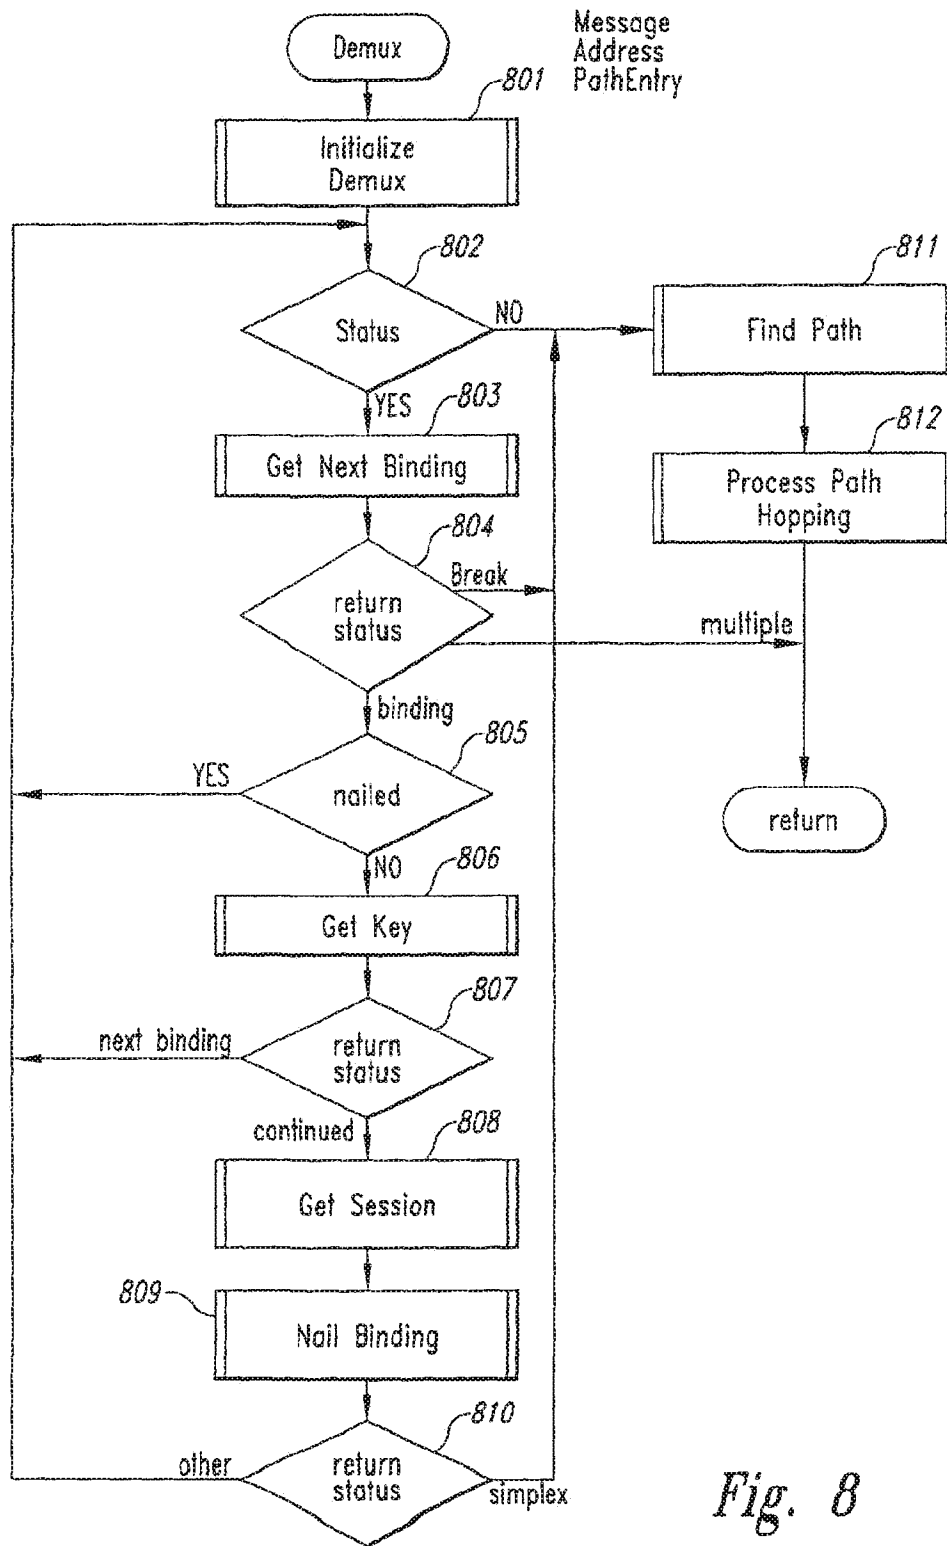 Demux
Message
Address
PathEntry
801
Initialize
Demux
802
Status
NO
YES
811
Find Path
803
Get Next Binding
812
Process Path
Hopping
804
return
status
Break
multiple
binding
805
nailed
YES
NO
return
806
Get Key
807
return
status
next binding
continued
808
Get Session
809
Nail Binding
810
return
status
other
simplex
Fig. 8